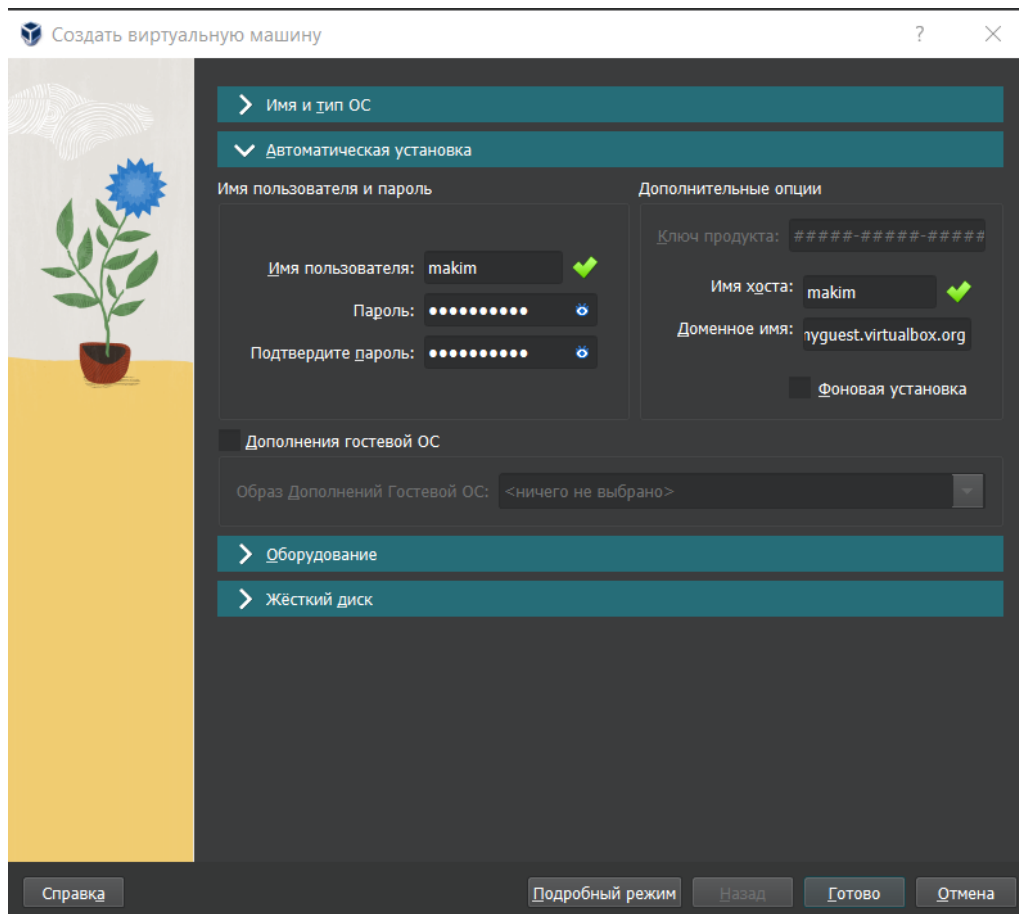 Создать виртуальную машину
Имя и тип ОС
Автоматическая установка
Имя пользователя и пароль
Имя пользователя: makim
Пароль: ••••••••••
Подтвердите пароль: ••••••••••
Дополнительные опции
Ключ продукта: #####-#####-#####
Имя хоста: makim
Доменное имя: nyguest.virtualbox.org
Фоновая установка
Дополнения гостевой ОС
Образ Дополнений Гостевой ОС: <ничего не выбрано>
Оборудование
Жёсткий диск
Справка
Подробный режим
Назад
Готово
Отмена